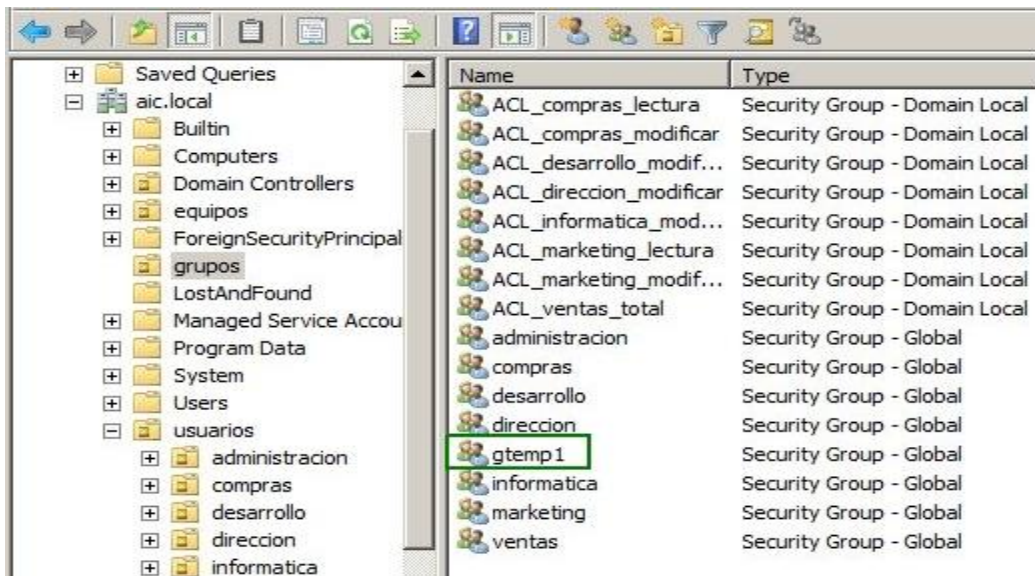 Saved Queries
aic.local
Builtin
Computers
Domain Controllers
equipos
ForeignSecurityPrincipal
grupos
LostAndFound
Managed Service Accou
Program Data
System
Users
usuarios
administracion
compras
desarrollo
direccion
informatica
Name Type
ACL_compras_lectura Security Group - Domain Local
ACL_compras_modificar Security Group - Domain Local
ACL_desarrollo_modif... Security Group - Domain Local
ACL_direccion_modificar Security Group - Domain Local
ACL_informatica_mod... Security Group - Domain Local
ACL_marketing_lectura Security Group - Domain Local
ACL_marketing_modif... Security Group - Domain Local
ACL_ventas_total Security Group - Domain Local
administracion Security Group - Global
compras Security Group - Global
desarrollo Security Group - Global
direccion Security Group - Global
gtemp1 Security Group - Global
informatica Security Group - Global
marketing Security Group - Global
ventas Security Group - Global